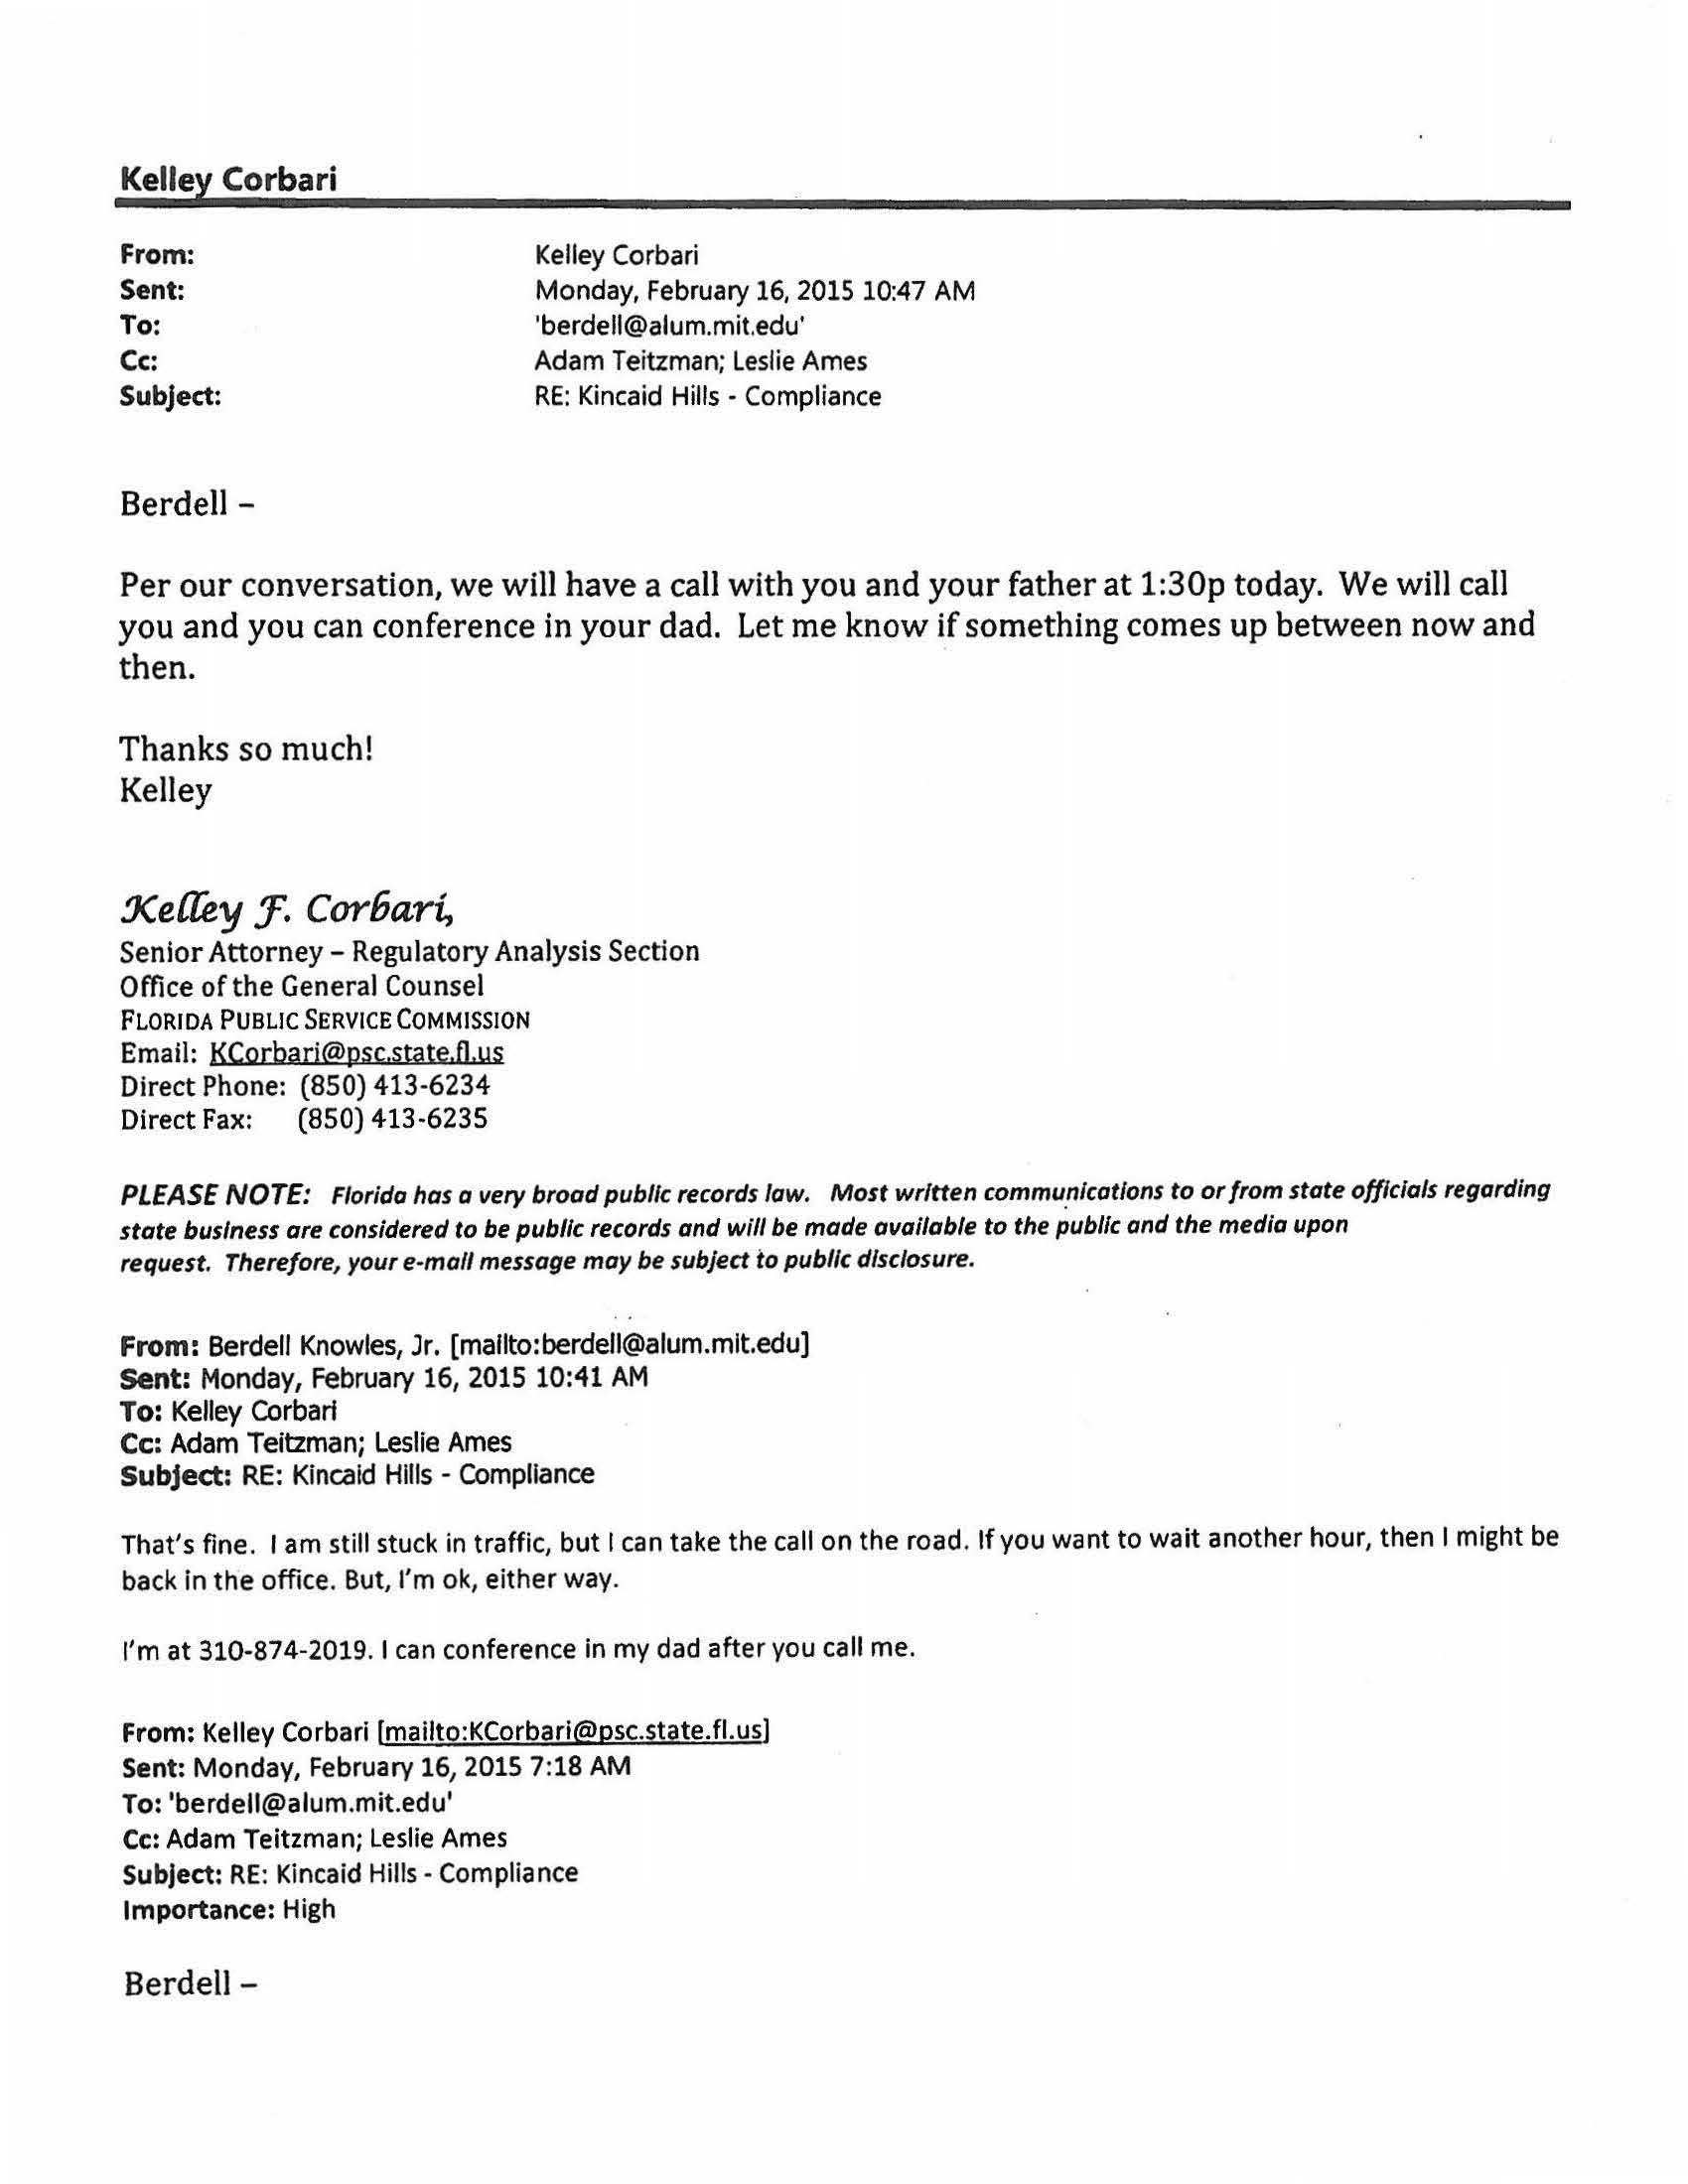 Kelley Corbari
From: Kelley Corbari
Sent: Monday, February 16, 2015 10:47 AM
To: 'berdell@alum.mit.edu'
Cc: Adam Teitzman; Leslie Ames
Subject: RE: Kincaid Hills - Compliance
Berdell –
Per our conversation, we will have a call with you and your father at 1:30p today. We will call
you and you can conference in your dad. Let me know if something comes up between now and
then.
Thanks so much!
Kelley
Kelley F. Corbari,
Senior Attorney – Regulatory Analysis Section
Office of the General Counsel
FLORIDA PUBLIC SERVICE COMMISSION
Email: KCorbari@psc.state.fl.us
Direct Phone: (850) 413-6234
Direct Fax: (850) 413-6235
PLEASE NOTE: Florida has a very broad public records law. Most written communications to or from state officials regarding
state business are considered to be public records and will be made available to the public and the media upon
request. Therefore, your e-mail message may be subject to public disclosure.
From: Berdell Knowles, Jr. [mailto:berdell@alum.mit.edu]
Sent: Monday, February 16, 2015 10:41 AM
To: Kelley Corbari
Cc: Adam Teitzman; Leslie Ames
Subject: RE: Kincaid Hills - Compliance
That's fine. I am still stuck in traffic, but I can take the call on the road. If you want to wait another hour, then I might be
back in the office. But, I'm ok, either way.
I'm at 310-874-2019. I can conference in my dad after you call me.
From: Kelley Corbari [mailto:KCorbari@psc.state.fl.us]
Sent: Monday, February 16, 2015 7:18 AM
To: 'berdell@alum.mit.edu'
Cc: Adam Teitzman; Leslie Ames
Subject: RE: Kincaid Hills - Compliance
Importance: High
Berdell –